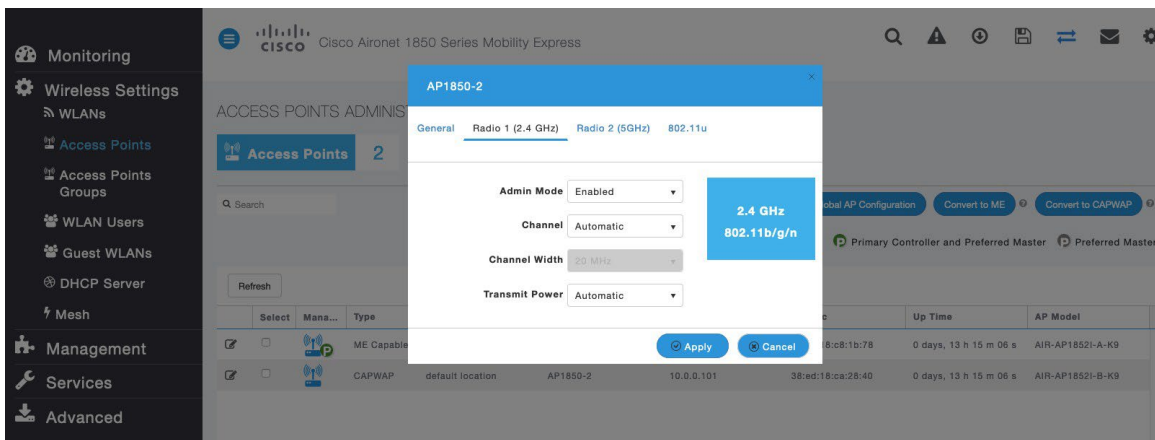 Monitoring
Wireless Settings
WLANs
Access Points
Access Points
Groups
WLAN Users
Guest WLANs
DHCP Server
Mesh
Management
Services
Advanced
CISCO Cisco Aironet 1850 Series Mobility Express
ACCESS POINTS ADMINIS
Access Points 2
Search
obal AP Configuration Convert to ME Convert to CAPWAP
P Primary Controller and Preferred Master P Preferred Master
Refresh
Select Mana... Type c Up Time AP Model
P ME Capable 18:c8:1b:78 0 days, 13 h 15 m 06 s AIR-AP1852I-A-K9
CAPWAP default location AP1850-2 10.0.0.101 38:ed:18:ca:28:40 0 days, 13 h 15 m 06 s AIR-AP1852I-B-K9
AP1850-2
General Radio 1 (2.4 GHz) Radio 2 (5GHz) 802.11u
Admin Mode Enabled
Channel Automatic
Channel Width 20 MHz
Transmit Power Automatic
2.4 GHz
802.11b/g/n
Apply Cancel